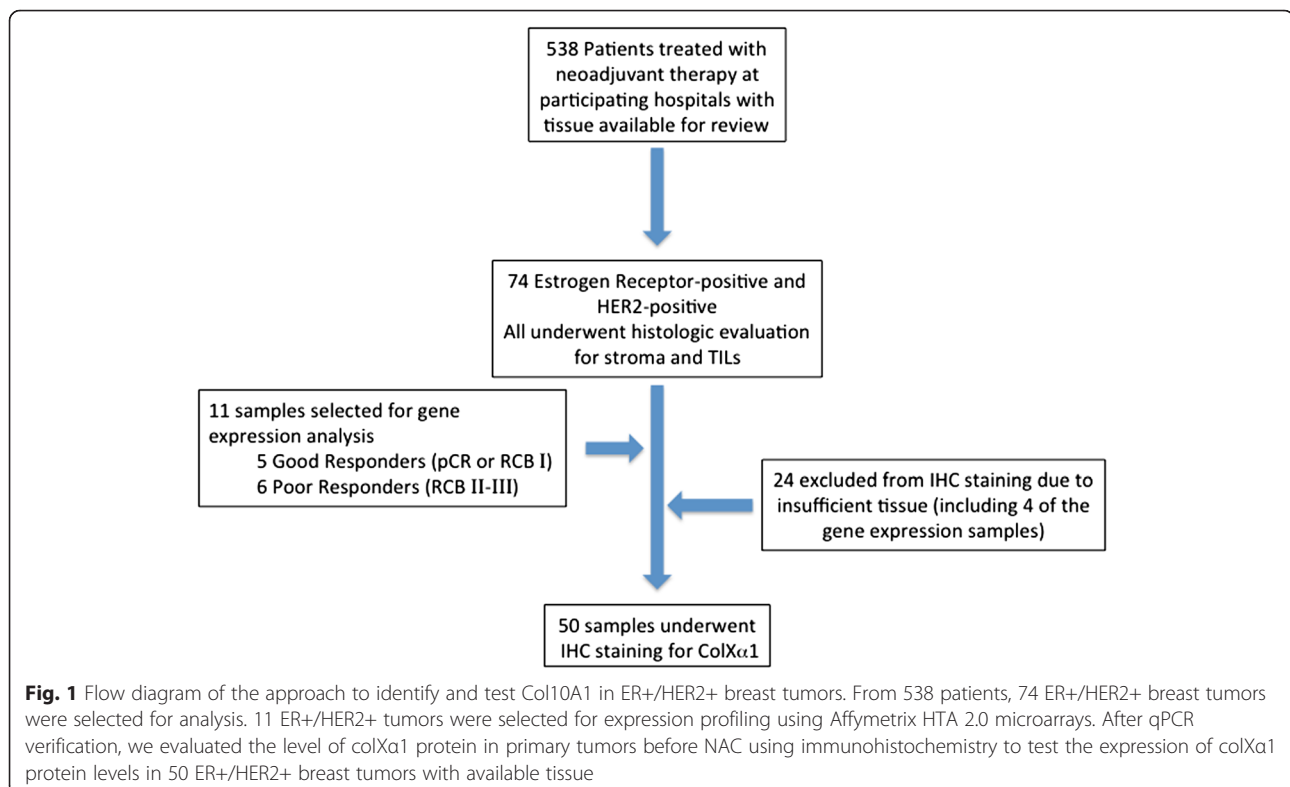 538 Patients treated with
neoadjuvant therapy at
participating hospitals with
tissue available for review
74 Estrogen Receptor-positive and
HER2-positive
All underwent histologic evaluation
for stroma and TILs
11 samples selected for gene
expression analysis
5 Good Responders (pCR or RCB I)
6 Poor Responders (RCB II-III)
24 excluded from IHC staining due to
insufficient tissue (including 4 of the
gene expression samples)
50 samples underwent
IHC staining for ColXα1
Fig. 1 Flow diagram of the approach to identify and test Col10A1 in ER+/HER2+ breast tumors. From 538 patients, 74 ER+/HER2+ breast tumors
were selected for analysis. 11 ER+/HER2+ tumors were selected for expression profiling using Affymetrix HTA 2.0 microarrays. After qPCR
verification, we evaluated the level of colXα1 protein in primary tumors before NAC using immunohistochemistry to test the expression of colXα1
protein levels in 50 ER+/HER2+ breast tumors with available tissue